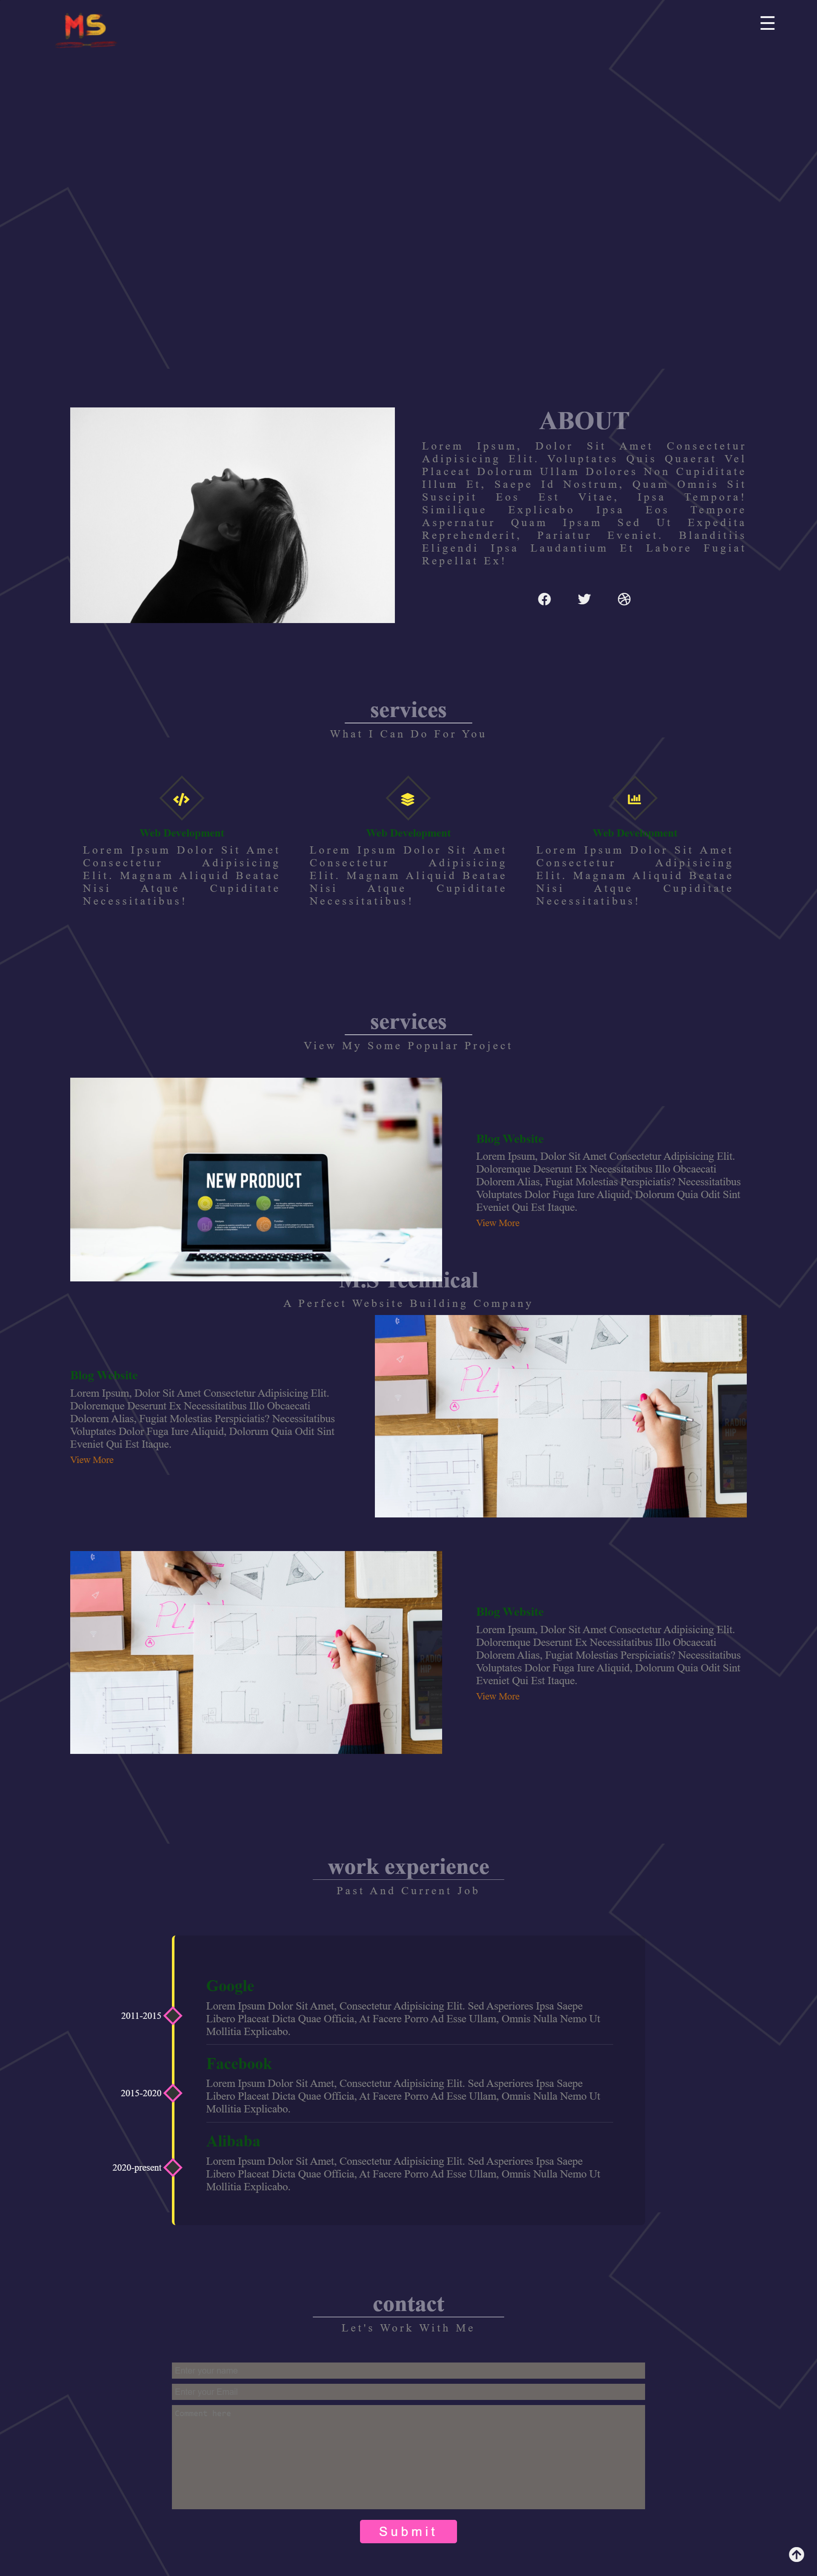 MS
ABOUT
Lorem Ipsum, Dolor Sit Amet Consectetur
Adipisicing Elit. Voluptates Quis Quaerat Vel
Placeat Dolorum Ullam Dolores Non Cupiditate
Illum Et, Saepe Id Nostrum, Quam Omnis Sit
Suscipit Eos Est Vitae, Ipsa Tempora!
Similique Explicabo Ipsa Eos Tempore
Aspernatur Quam Ipsam Sed Ut Expedita
Reprehenderit, Pariatur Eveniet. Blanditiis
Eligendi Ipsa Laudantium Et Labore Fugiat
Repellat Ex!
services
What I Can Do For You
Web Development
Lorem Ipsum Dolor Sit Amet
Consectetur Adipisicing
Elit. Magnam Aliquid Beatae
Nisi Atque Cupiditate
Necessitatibus!
Web Development
Lorem Ipsum Dolor Sit Amet
Consectetur Adipisicing
Elit. Magnam Aliquid Beatae
Nisi Atque Cupiditate
Necessitatibus!
Web Development
Lorem Ipsum Dolor Sit Amet
Consectetur Adipisicing
Elit. Magnam Aliquid Beatae
Nisi Atque Cupiditate
Necessitatibus!
services
View My Some Popular Project
NEW PRODUCT
Blog Website
Lorem Ipsum, Dolor Sit Amet Consectetur Adipisicing Elit.
Doloremque Deserunt Ex Necessitatibus Illo Obcaecati
Dolorem Alias, Fugiat Molestias Perspiciatis? Necessitatibus
Voluptates Dolor Fuga Iure Aliquid, Dolorum Quia Odit Sint
Eveniet Qui Est Itaque.
View More
M.S Technical
A Perfect Website Building Company
Blog Website
Lorem Ipsum, Dolor Sit Amet Consectetur Adipisicing Elit.
Doloremque Deserunt Ex Necessitatibus Illo Obcaecati
Dolorem Alias, Fugiat Molestias Perspiciatis? Necessitatibus
Voluptates Dolor Fuga Iure Aliquid, Dolorum Quia Odit Sint
Eveniet Qui Est Itaque.
View More
Blog Website
Lorem Ipsum, Dolor Sit Amet Consectetur Adipisicing Elit.
Doloremque Deserunt Ex Necessitatibus Illo Obcaecati
Dolorem Alias, Fugiat Molestias Perspiciatis? Necessitatibus
Voluptates Dolor Fuga Iure Aliquid, Dolorum Quia Odit Sint
Eveniet Qui Est Itaque.
View More
work experience
Past And Current Job
Google
2011-2015
Lorem Ipsum Dolor Sit Amet, Consectetur Adipisicing Elit. Sed Asperiores Ipsa Saepe
Libero Placeat Dicta Quae Officia, At Facere Porro Ad Esse Ullam, Omnis Nulla Nemo Ut
Mollitia Explicabo.
Facebook
2015-2020
Lorem Ipsum Dolor Sit Amet, Consectetur Adipisicing Elit. Sed Asperiores Ipsa Saepe
Libero Placeat Dicta Quae Officia, At Facere Porro Ad Esse Ullam, Omnis Nulla Nemo Ut
Mollitia Explicabo.
Alibaba
2020-present
Lorem Ipsum Dolor Sit Amet, Consectetur Adipisicing Elit. Sed Asperiores Ipsa Saepe
Libero Placeat Dicta Quae Officia, At Facere Porro Ad Esse Ullam, Omnis Nulla Nemo Ut
Mollitia Explicabo.
contact
Let's Work With Me
Comment here
Submit